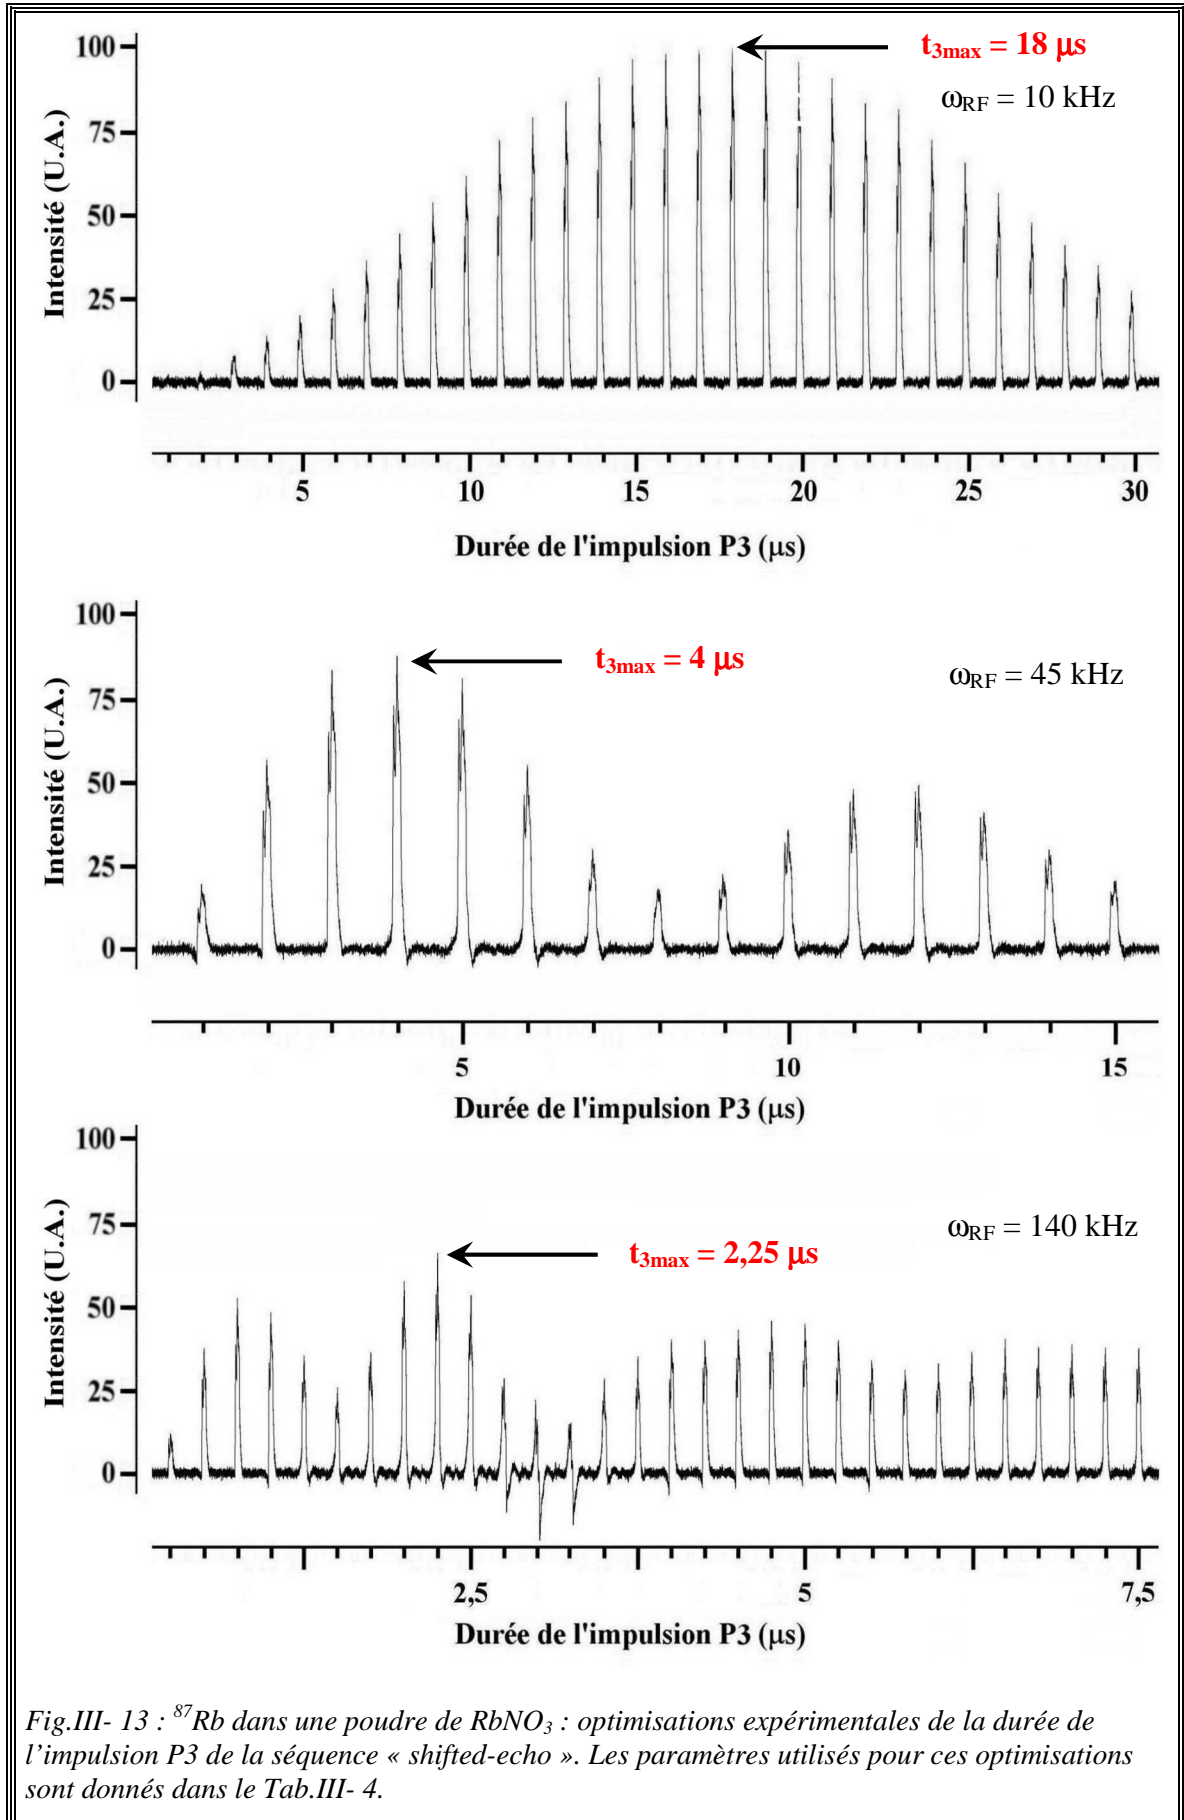 100
75
50
25
0
Intensité (U.A.)
t3max = 18 µs
ωRF = 10 kHz
5 10 15 20 25 30
Durée de l'impulsion P3 (µs)
100
75
50
25
0
Intensité (U.A.)
t3max = 4 µs
ωRF = 45 kHz
5 10 15
Durée de l'impulsion P3 (µs)
100
75
50
25
0
Intensité (U.A.)
t3max = 2,25 µs
ωRF = 140 kHz
2,5 5 7,5
Durée de l'impulsion P3 (µs)
Fig.III- 13 : 87Rb dans une poudre de RbNO3 : optimisations expérimentales de la durée de
l'impulsion P3 de la séquence « shifted-echo ». Les paramètres utilisés pour ces optimisations
sont donnés dans le Tab.III- 4.